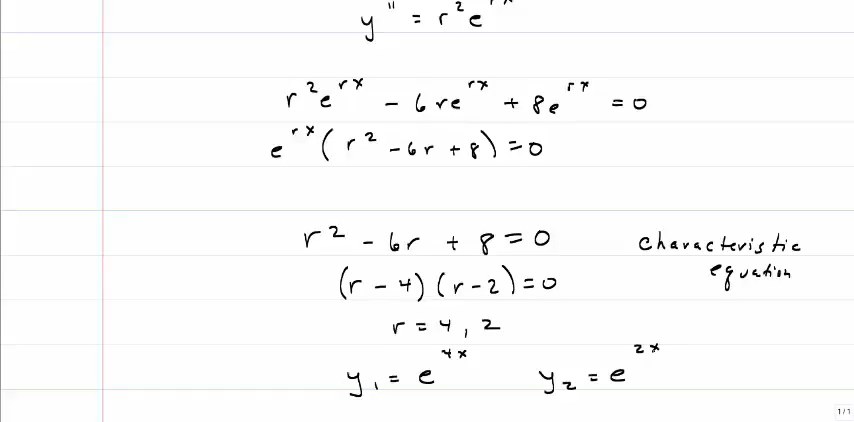 y'' = r²e^{rx}
r²e^{rx} - 6re^{rx} + 8e^{rx} = 0
e^{rx}(r² - 6r + 8) = 0
r² - 6r + 8 = 0 characteristic equation
(r - 4)(r - 2) = 0
r = 4, 2
y₁ = e^{4x} y₂ = e^{2x}
1/1